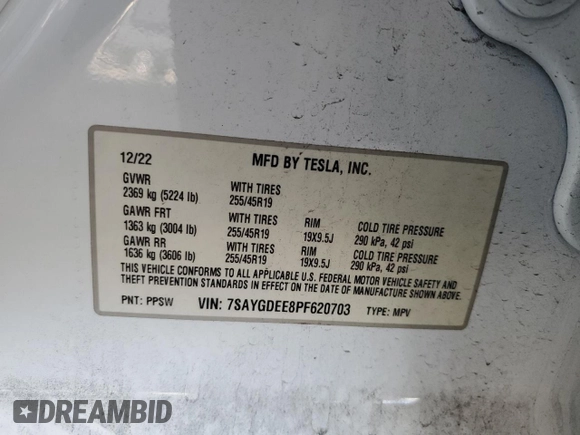 12/22 MFD BY TESLA, INC.
GVWR
2369 kg (5224 lb) WITH TIRES 255/45R19
GAWR FRT
1363 kg (3004 lb) WITH TIRES 255/45R19 RIM 19X9.5J COLD TIRE PRESSURE 290 kPa, 42 psi
GAWR RR
1636 kg (3606 lb) WITH TIRES 255/45R19 RIM 19X9.5J COLD TIRE PRESSURE 290 kPa, 42 psi
THIS VEHICLE CONFORMS TO ALL APPLICABLE U.S. FEDERAL MOTOR VEHICLE SAFETY AND
THEFT PREVENTION STANDARDS IN EFFECT ON THE DATE OF MANUFACTURE SHOWN ABOVE.
PNT: PPSW VIN: 7SAYGDEE8PF620703 TYPE: MPV
DREAMBID